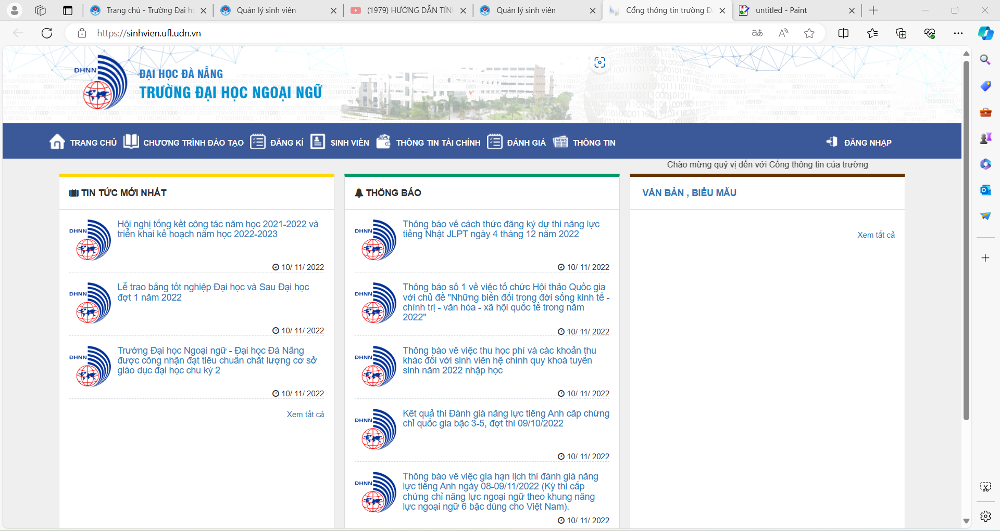 Trang chủ - Trường Đại họ
Quản lý sinh viên
(1979) HƯỚNG DẪN TÍNH
Quản lý sinh viên
Cổng thông tin trường Đ
untitled - Paint
https://sinhvien.ufl.udn.vn
ĐHNN
ĐẠI HỌC ĐÀ NẴNG
TRƯỜNG ĐẠI HỌC NGOẠI NGỮ
TRANG CHỦ
CHƯƠNG TRÌNH ĐÀO TẠO
ĐĂNG KÍ
SINH VIÊN
THÔNG TIN TÀI CHÍNH
ĐÁNH GIÁ
NEWS
THÔNG TIN
ĐĂNG NHẬP
Chào mừng quý vị đến với Cổng thông tin của trường
TIN TỨC MỚI NHẤT
ĐHNN
Hội nghị tổng kết công tác năm học 2021-2022 và
triển khai kế hoạch năm học 2022-2023
10/ 11/ 2022
ĐHNN
Lễ trao bằng tốt nghiệp Đại học và Sau Đại học
đợt 1 năm 2022
10/ 11/ 2022
ĐHNN
Trường Đại học Ngoại ngữ - Đại học Đà Nẵng
được công nhận đạt tiêu chuẩn chất lượng cơ sở
giáo dục đại học chu kỳ 2
10/ 11/ 2022
Xem tất cả
THÔNG BÁO
ĐHNN
Thông báo về cách thức đăng ký dự thi năng lực
tiếng Nhật JLPT ngày 4 tháng 12 năm 2022
10/ 11/ 2022
ĐHNN
Thông báo số 1 về việc tổ chức Hội thảo Quốc gia
với chủ đề "Những biến đổi trong đời sống kinh tế -
chính trị - văn hóa - xã hội quốc tế trong năm
2022"
10/ 11/ 2022
ĐHNN
Thông báo về việc thu học phí và các khoản thu
khác đối với sinh viên hệ chính quy khoá tuyển
sinh năm 2022 nhập học
10/ 11/ 2022
ĐHNN
Kết quả thi Đánh giá năng lực tiếng Anh cấp chứng
chỉ quốc gia bậc 3-5, đợt thi 09/10/2022
10/ 11/ 2022
ĐHNN
Thông báo về việc gia hạn lịch thi đánh giá năng
lực tiếng Anh ngày 08-09/11/2022 (Kỳ thi cấp
chứng chỉ năng lực ngoại ngữ theo khung năng
lực ngoại ngữ 6 bậc dùng cho Việt Nam).
10/ 11/ 2022
VĂN BẢN , BIỂU MẪU
Xem tất cả